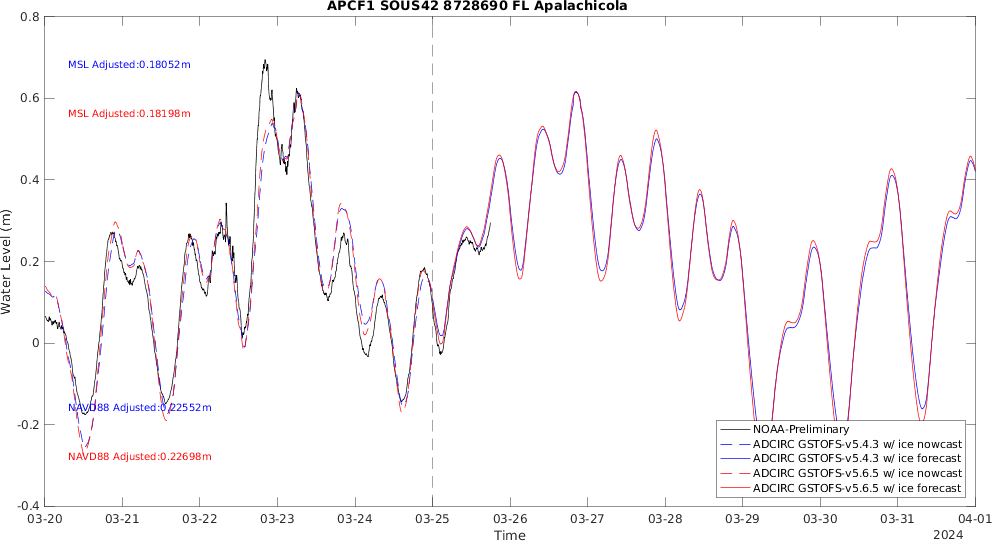 APCF1 SOUS42 8728690 FL Apalachicola
0.8
0.6
0.4
0.2
0
-0.2
-0.4
Water Level (m)
MSL Adjusted:0.18052m
MSL Adjusted:0.18198m
NAVD88 Adjusted:0.22552m
NAVD88 Adjusted:0.22698m
NOAA-Preliminary
ADCIRC GSTOFS-v5.4.3 w/ ice nowcast
ADCIRC GSTOFS-v5.4.3 w/ ice forecast
ADCIRC GSTOFS-v5.6.5 w/ ice nowcast
ADCIRC GSTOFS-v5.6.5 w/ ice forecast
03-20 03-21 03-22 03-23 03-24 03-25 03-26 03-27 03-28 03-29 03-30 03-31 04-01
Time
2024